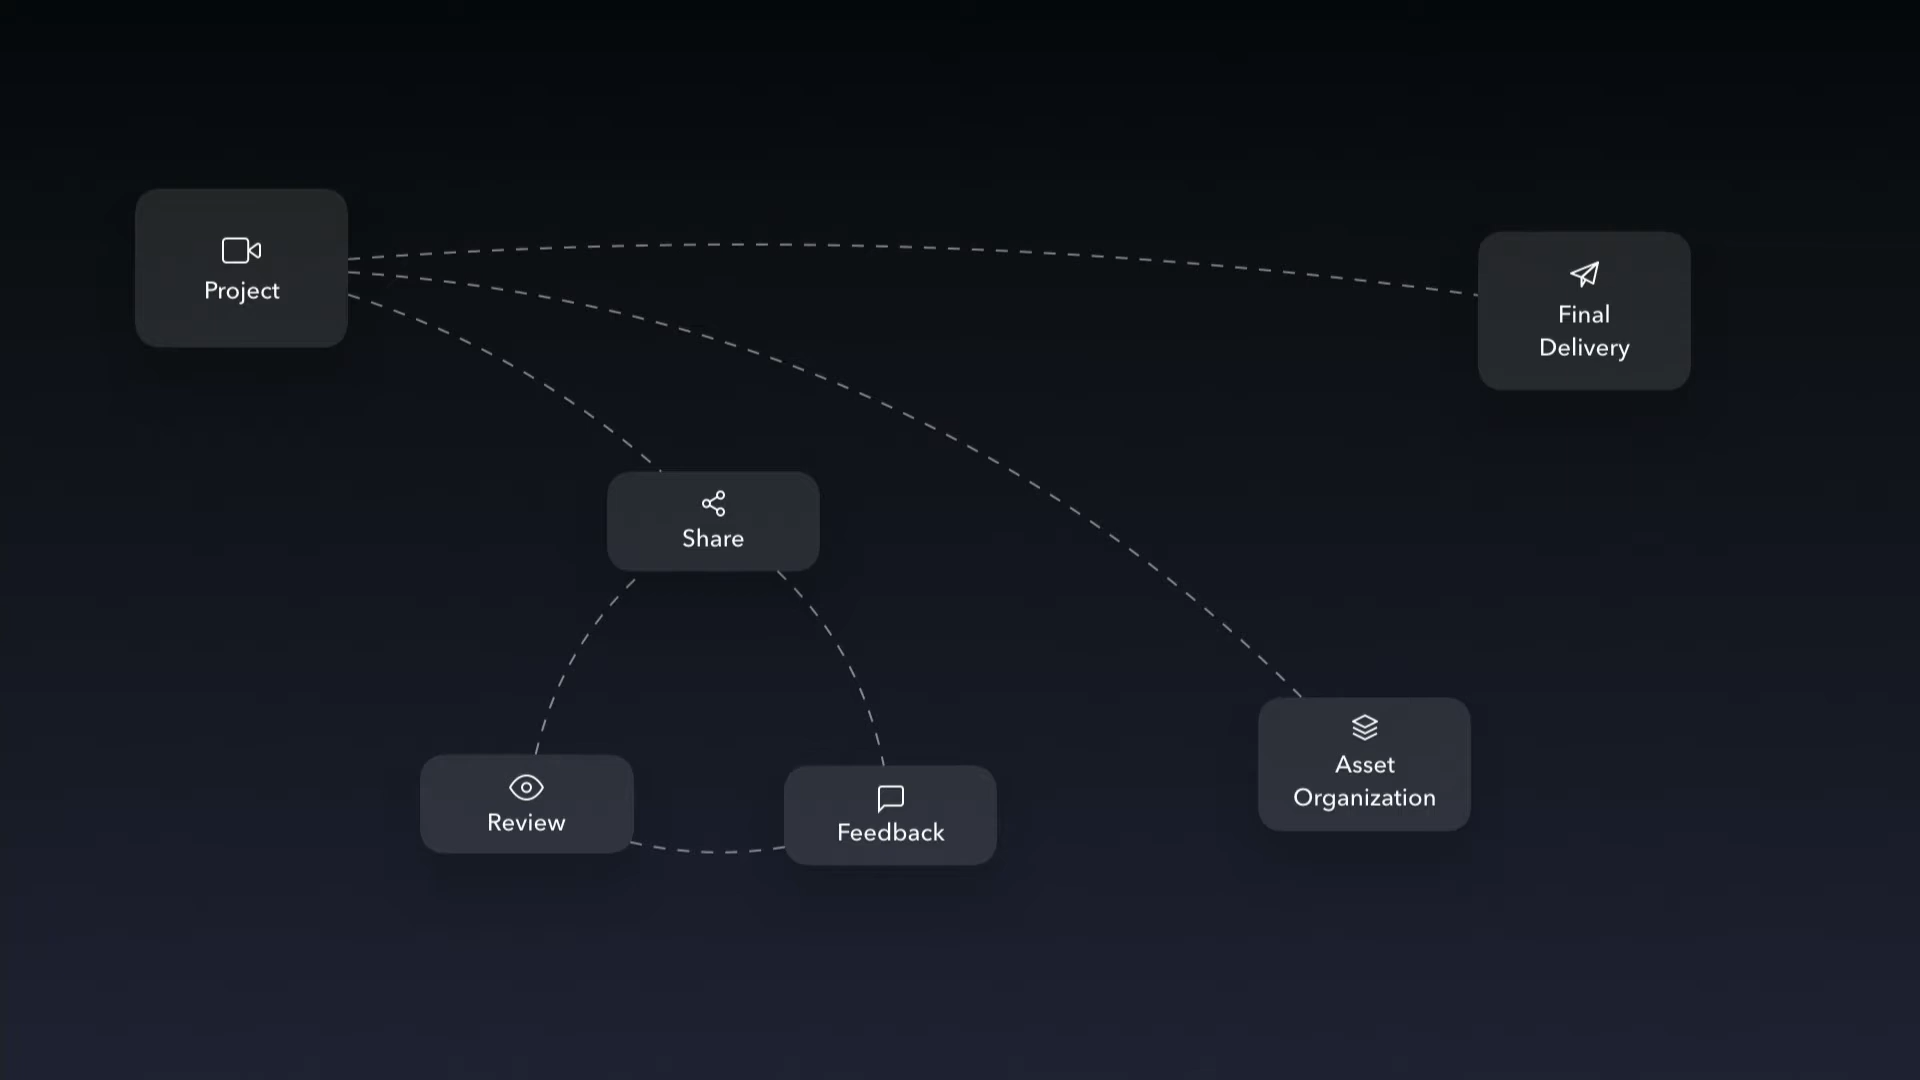 Project
Final
Delivery
Share
Review
Feedback
Asset
Organization